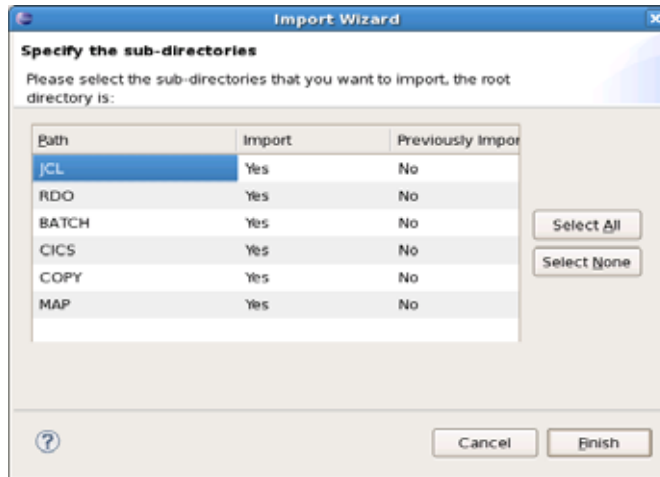 Import Wizard
Specify the sub-directories
Please select the sub-directories that you want to import, the root
directory is:
Path Import Previously Impor
JCL Yes No
RDO Yes No
BATCH Yes No
CICS Yes No
COPY Yes No
MAP Yes No
Select All
Select None
?
Cancel Finish